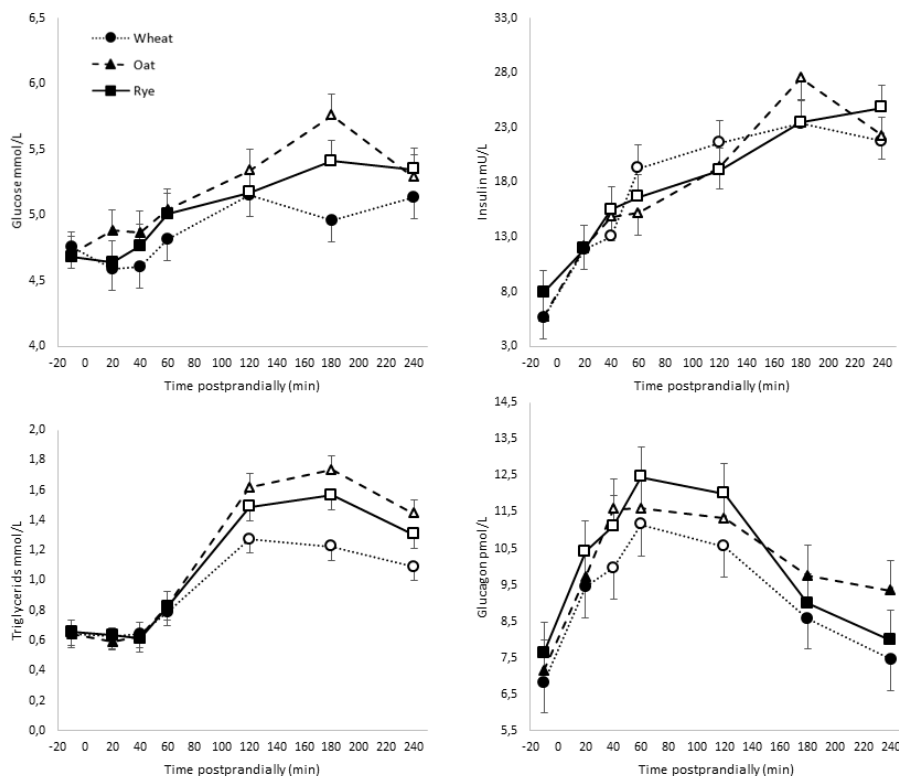 6,5
6,0
5,5
5,0
4,5
4,0
Glucose mmol/L
Wheat
Oat
Rye
-20 0 20 40 60 80 100 120 140 160 180 200 220 240
Time postprandially (min)
33,0
28,0
23,0
18,0
13,0
8,0
3,0
Insulin mU/L
-20 0 20 40 60 80 100 120 140 160 180 200 220 240
Time postprandially (min)
2,0
1,8
1,6
1,4
1,2
1,0
0,8
0,6
0,4
0,2
0,0
Triglycerids mmol/L
-20 0 20 40 60 80 100 120 140 160 180 200 220 240
Time postprandially (min)
14,5
13,5
12,5
11,5
10,5
9,5
8,5
7,5
6,5
5,5
Glucagon pmol/L
-20 0 20 40 60 80 100 120 140 160 180 200 220 240
Time postprandially (min)